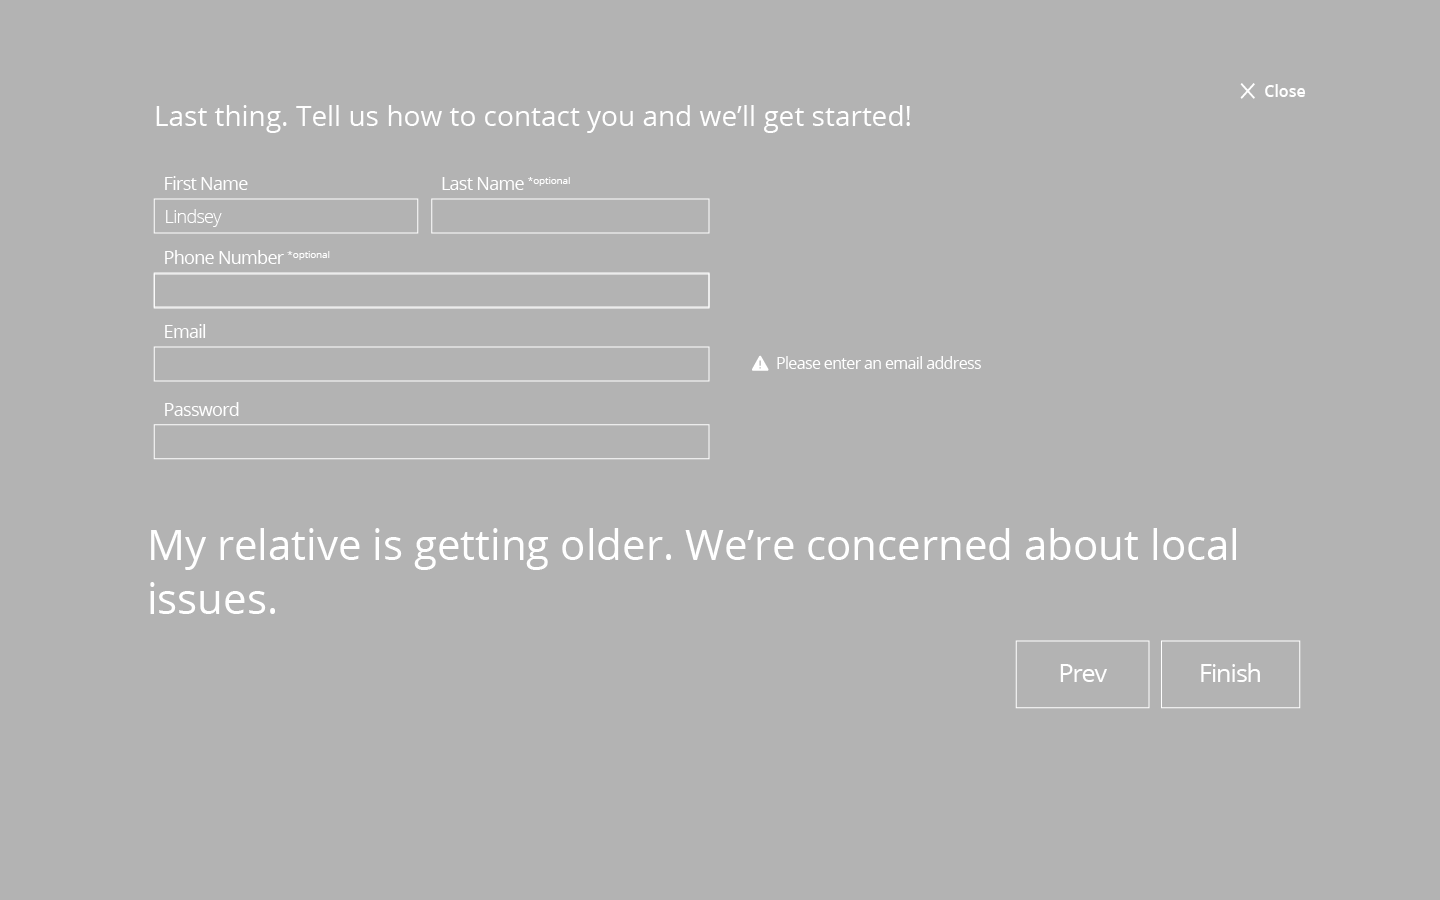 Close
Last thing. Tell us how to contact you and we’ll get started!
First Name
Last Name *optional
Lindsey
Phone Number *optional
Email
Please enter an email address
Password
My relative is getting older. We’re concerned about local
issues.
Prev
Finish